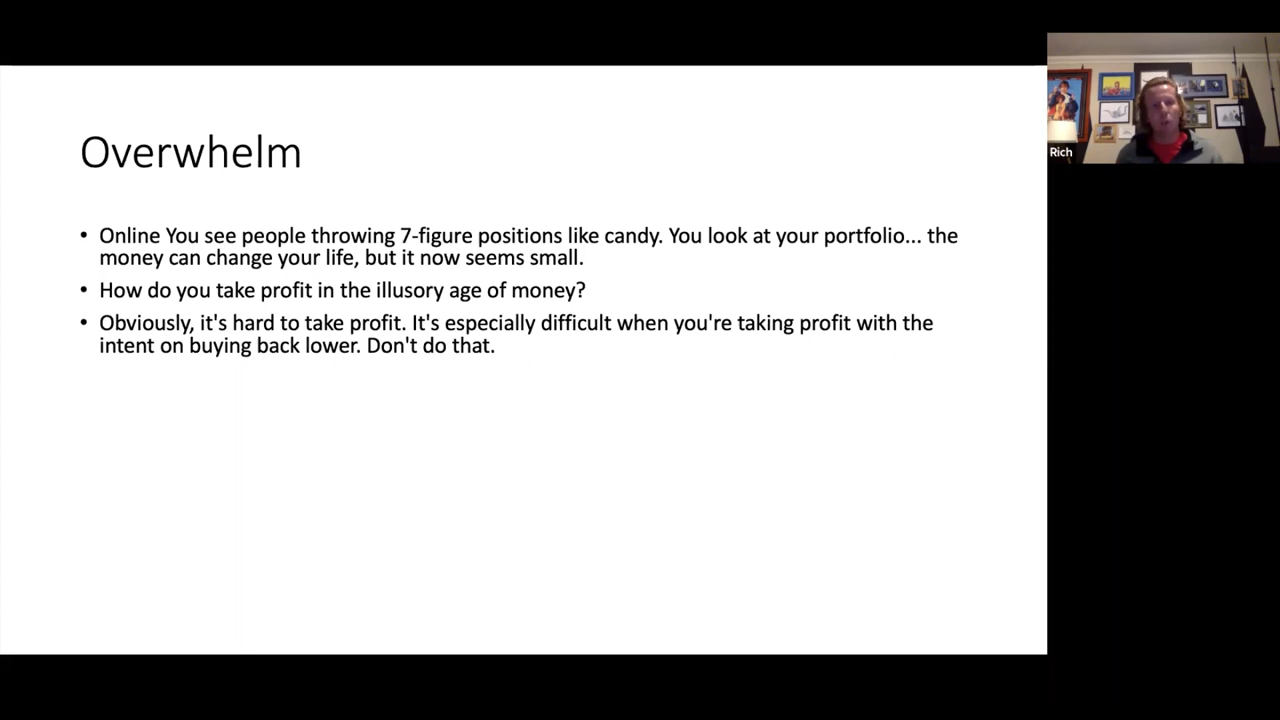 Overwhelm
• Online You see people throwing 7-figure positions like candy. You look at your portfolio... the
money can change your life, but it now seems small.
• How do you take profit in the illusory age of money?
• Obviously, it's hard to take profit. It's especially difficult when you're taking profit with the
intent on buying back lower. Don't do that.
Rich